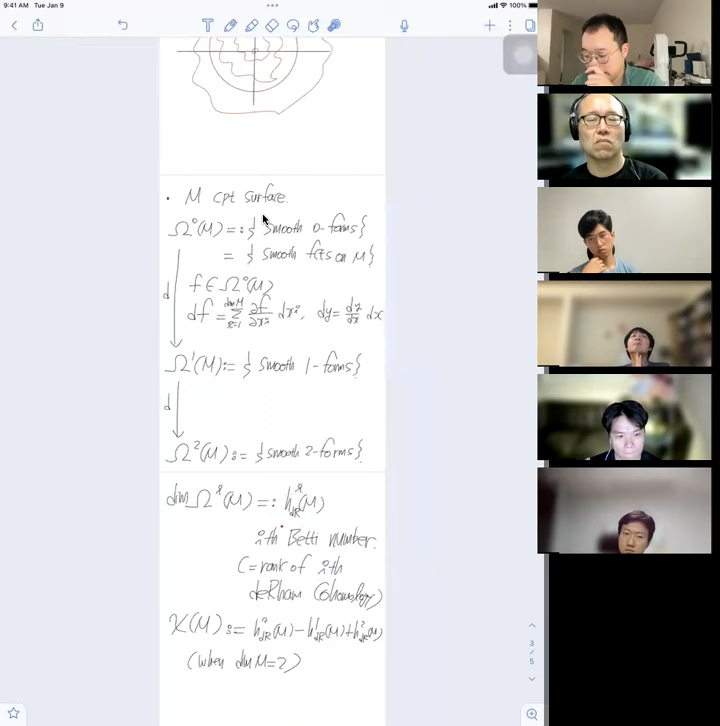 9:41 AM Tue Jan 9
100%
• M cpt surface.
Ω⁰(M) =: { smooth 0-forms}
= { smooth fcts on M}
d
f ∈ Ω⁰(M)
df = Σ_{i=1}^{dim M} ∂f/∂xⁱ dxⁱ, dy = dy/dx dx
Ω¹(M) := { smooth 1-forms}
d
Ω²(M) := { smooth 2-forms}.
dim Ωⁱ(M) =: hⁱ_dR(M)
ith Betti number.
(= rank of ith
deRham Cohomology)
χ(M) := h⁰_dR(M) - h¹_dR(M) + h²_dR(M)
(when dim M = 2)
3
/
5